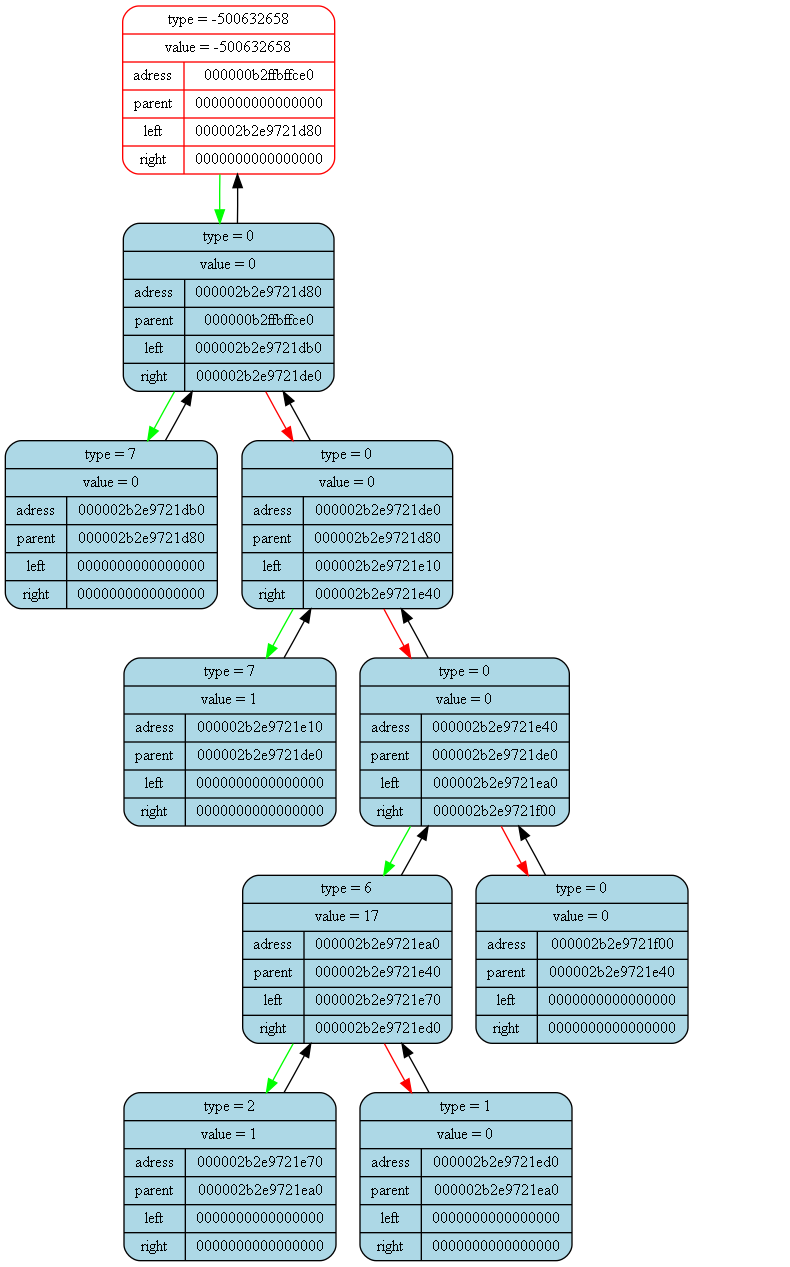 type = -500632658
value = -500632658
adress 000000b2ffbffce0
parent 0000000000000000
left 000002b2e9721d80
right 0000000000000000
type = 0
value = 0
adress 000002b2e9721d80
parent 000000b2ffbffce0
left 000002b2e9721db0
right 000002b2e9721de0
type = 7
value = 0
adress 000002b2e9721db0
parent 000002b2e9721d80
left 0000000000000000
right 0000000000000000
type = 0
value = 0
adress 000002b2e9721de0
parent 000002b2e9721d80
left 000002b2e9721e10
right 000002b2e9721e40
type = 7
value = 1
adress 000002b2e9721e10
parent 000002b2e9721de0
left 0000000000000000
right 0000000000000000
type = 0
value = 0
adress 000002b2e9721e40
parent 000002b2e9721de0
left 000002b2e9721ea0
right 000002b2e9721f00
type = 6
value = 17
adress 000002b2e9721ea0
parent 000002b2e9721e40
left 000002b2e9721e70
right 000002b2e9721ed0
type = 0
value = 0
adress 000002b2e9721f00
parent 000002b2e9721e40
left 0000000000000000
right 0000000000000000
type = 2
value = 1
adress 000002b2e9721e70
parent 000002b2e9721ea0
left 0000000000000000
right 0000000000000000
type = 1
value = 0
adress 000002b2e9721ed0
parent 000002b2e9721ea0
left 0000000000000000
right 0000000000000000